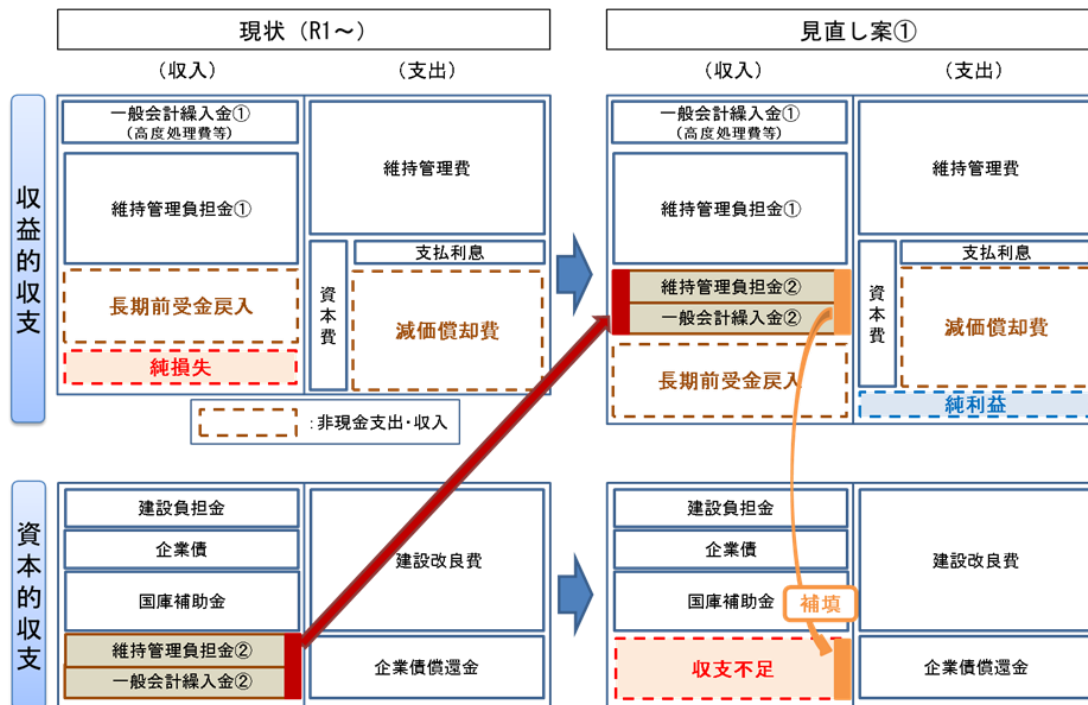 現状（R1～）
（収入）
（支出）
収益的収支
一般会計繰入金①
(高度処理費等)
維持管理負担金①
長期前受金戻入
純損失
維持管理費
資本費
支払利息
減価償却費
：非現金支出・収入
資本的収支
建設負担金
企業債
国庫補助金
維持管理負担金②
一般会計繰入金②
建設改良費
企業債償還金
見直し案①
（収入）
（支出）
一般会計繰入金①
(高度処理費等)
維持管理負担金①
維持管理負担金②
一般会計繰入金②
長期前受金戻入
維持管理費
資本費
支払利息
減価償却費
純利益
建設負担金
企業債
国庫補助金
補填
収支不足
建設改良費
企業債償還金